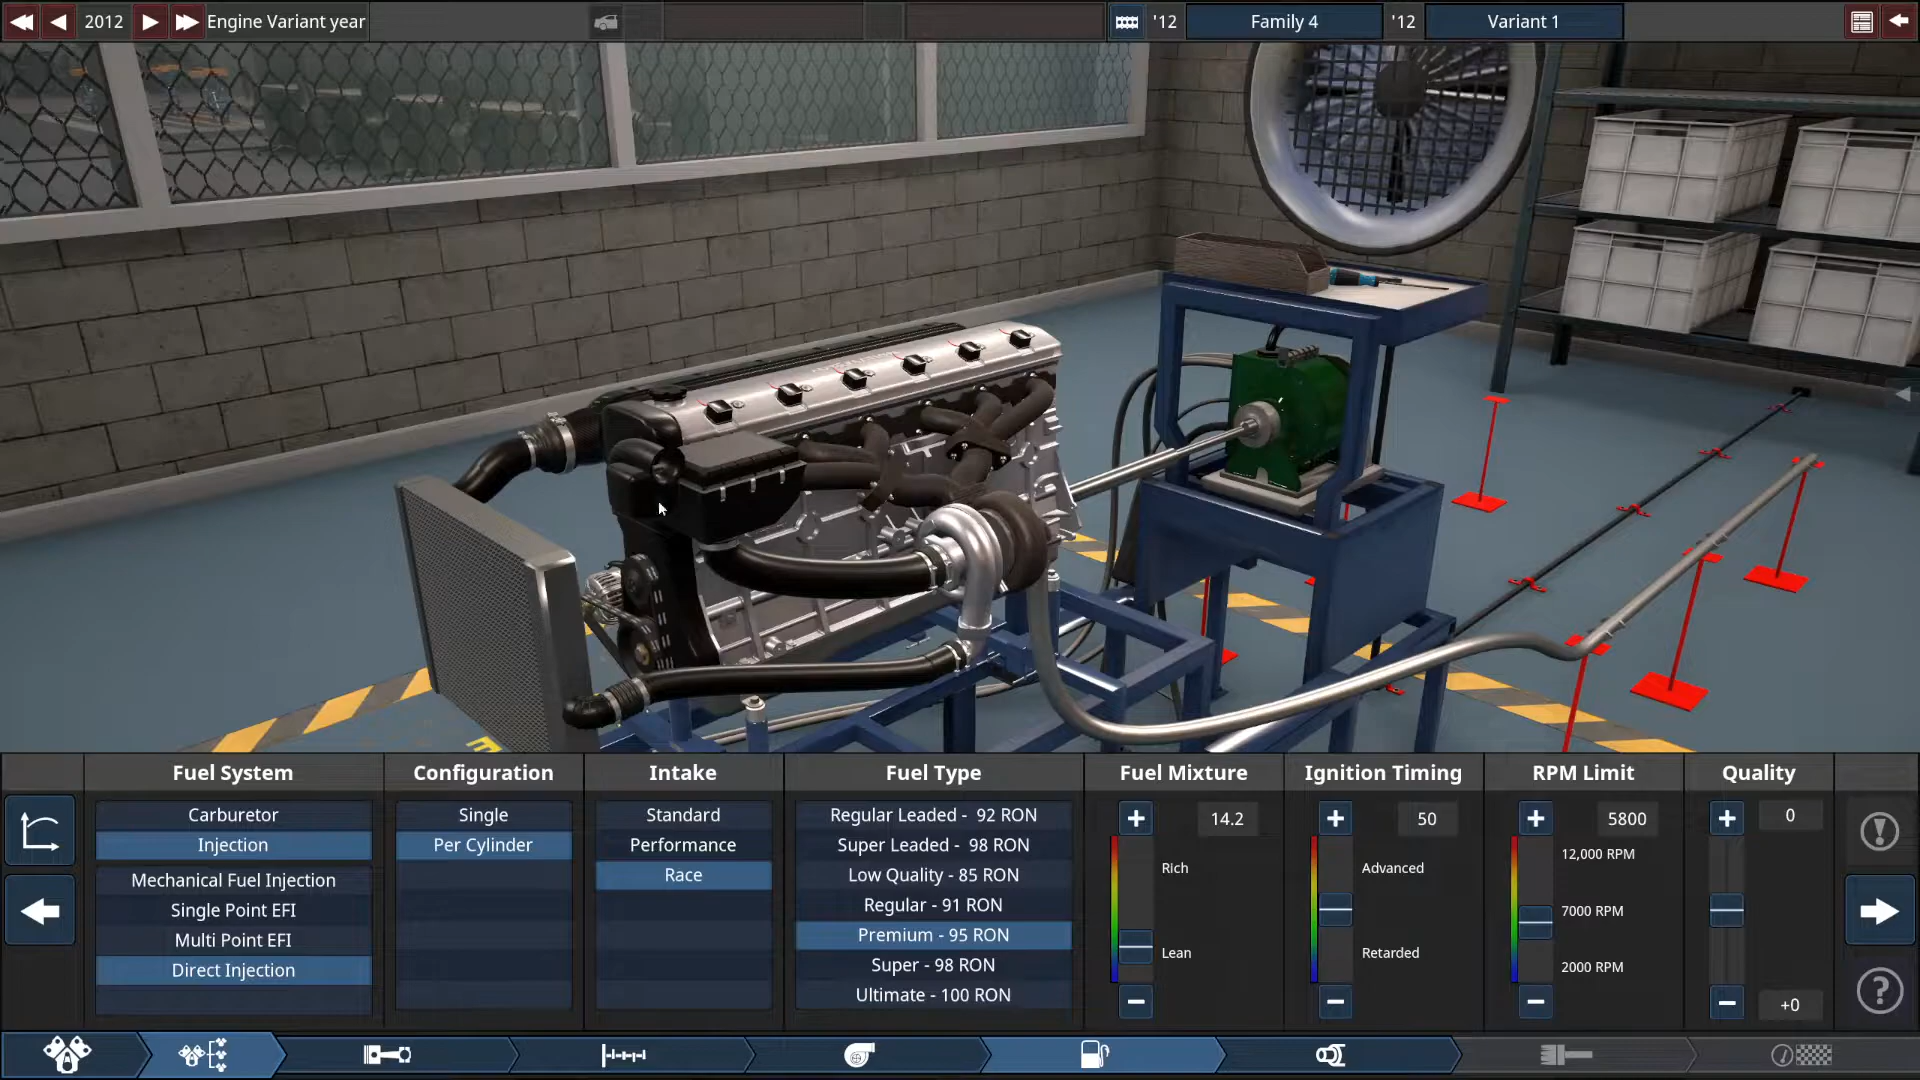 2012 Engine Variant year '12 Family 4 '12 Variant 1
Fuel System
Carburetor
Injection
Mechanical Fuel Injection
Single Point EFI
Multi Point EFI
Direct Injection
Configuration
Single
Per Cylinder
Intake
Standard
Performance
Race
Fuel Type
Regular Leaded - 92 RON
Super Leaded - 98 RON
Low Quality - 85 RON
Regular - 91 RON
Premium - 95 RON
Super - 98 RON
Ultimate - 100 RON
Fuel Mixture
14.2
Rich
Lean
Ignition Timing
50
Advanced
Retarded
RPM Limit
5800
12,000 RPM
7000 RPM
2000 RPM
Quality
0
+0